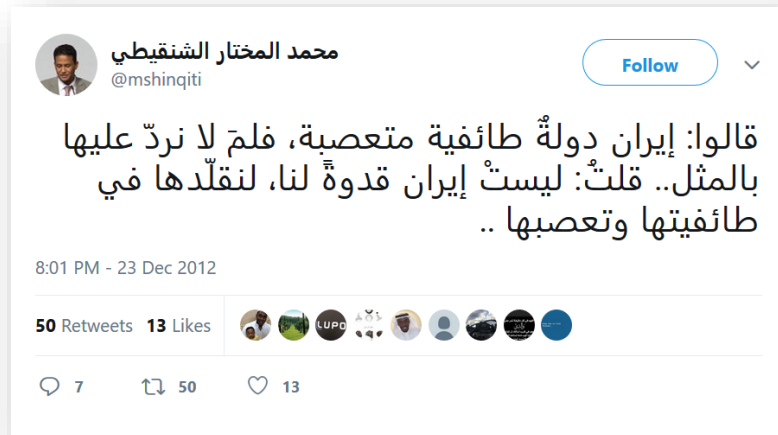 محمد المختار الشنقيطي
@mshinqiti
Follow
قالوا: إيران دولةٌ طائفية متعصبة، فلمَ لا نردّ عليها
بالمثل.. قلتُ: ليستْ إيران قدوةً لنا، لنقلّدها في
طائفيتها وتعصبها ..
8:01 PM - 23 Dec 2012
50 Retweets 13 Likes
LUPO
7 50 13